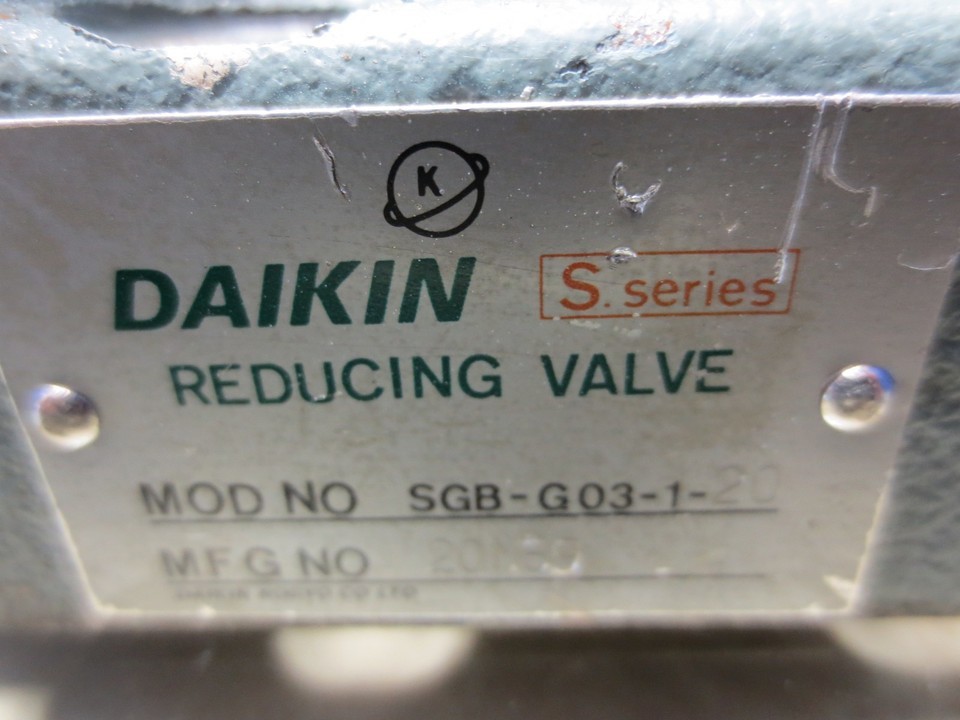 K
DAIKIN S. series
REDUCING VALVE
MOD NO SGB-G03-1-20
MFG NO